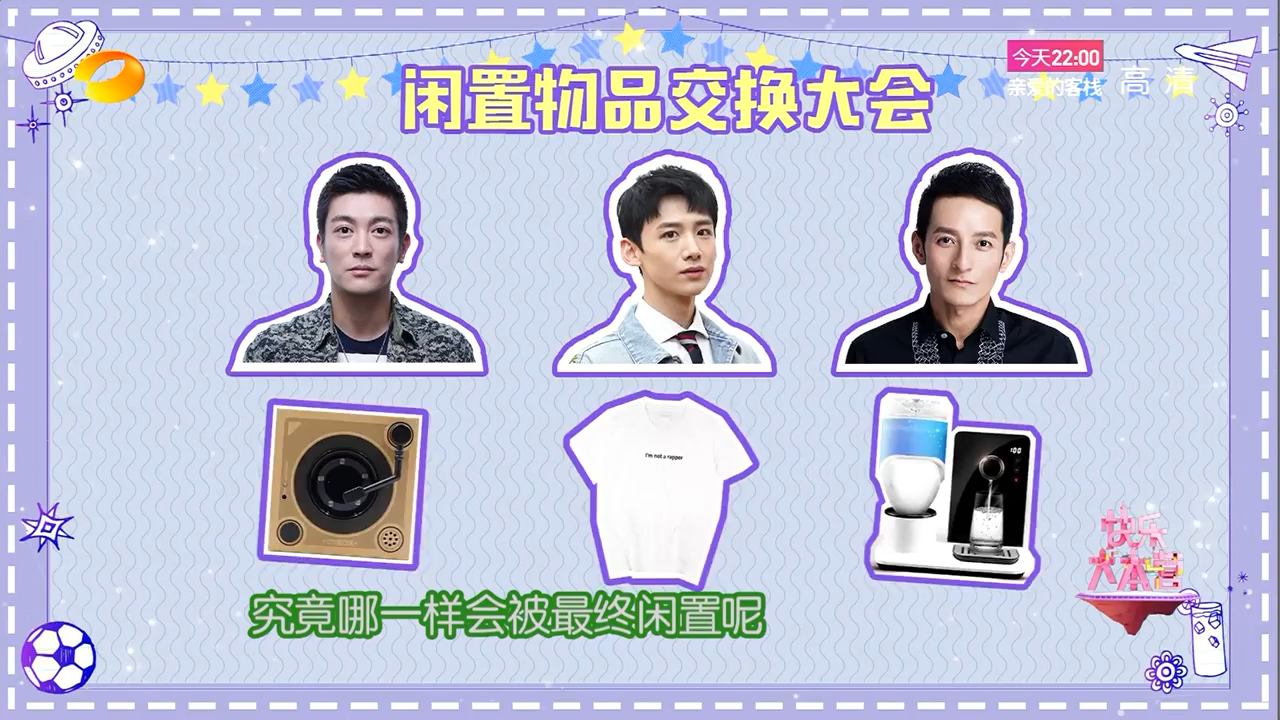 今天22:00
亲爱的客栈
高清
闲置物品交换大会
I'm not a rapper
100
快乐
大本营
究竟哪一样会被最终闲置呢